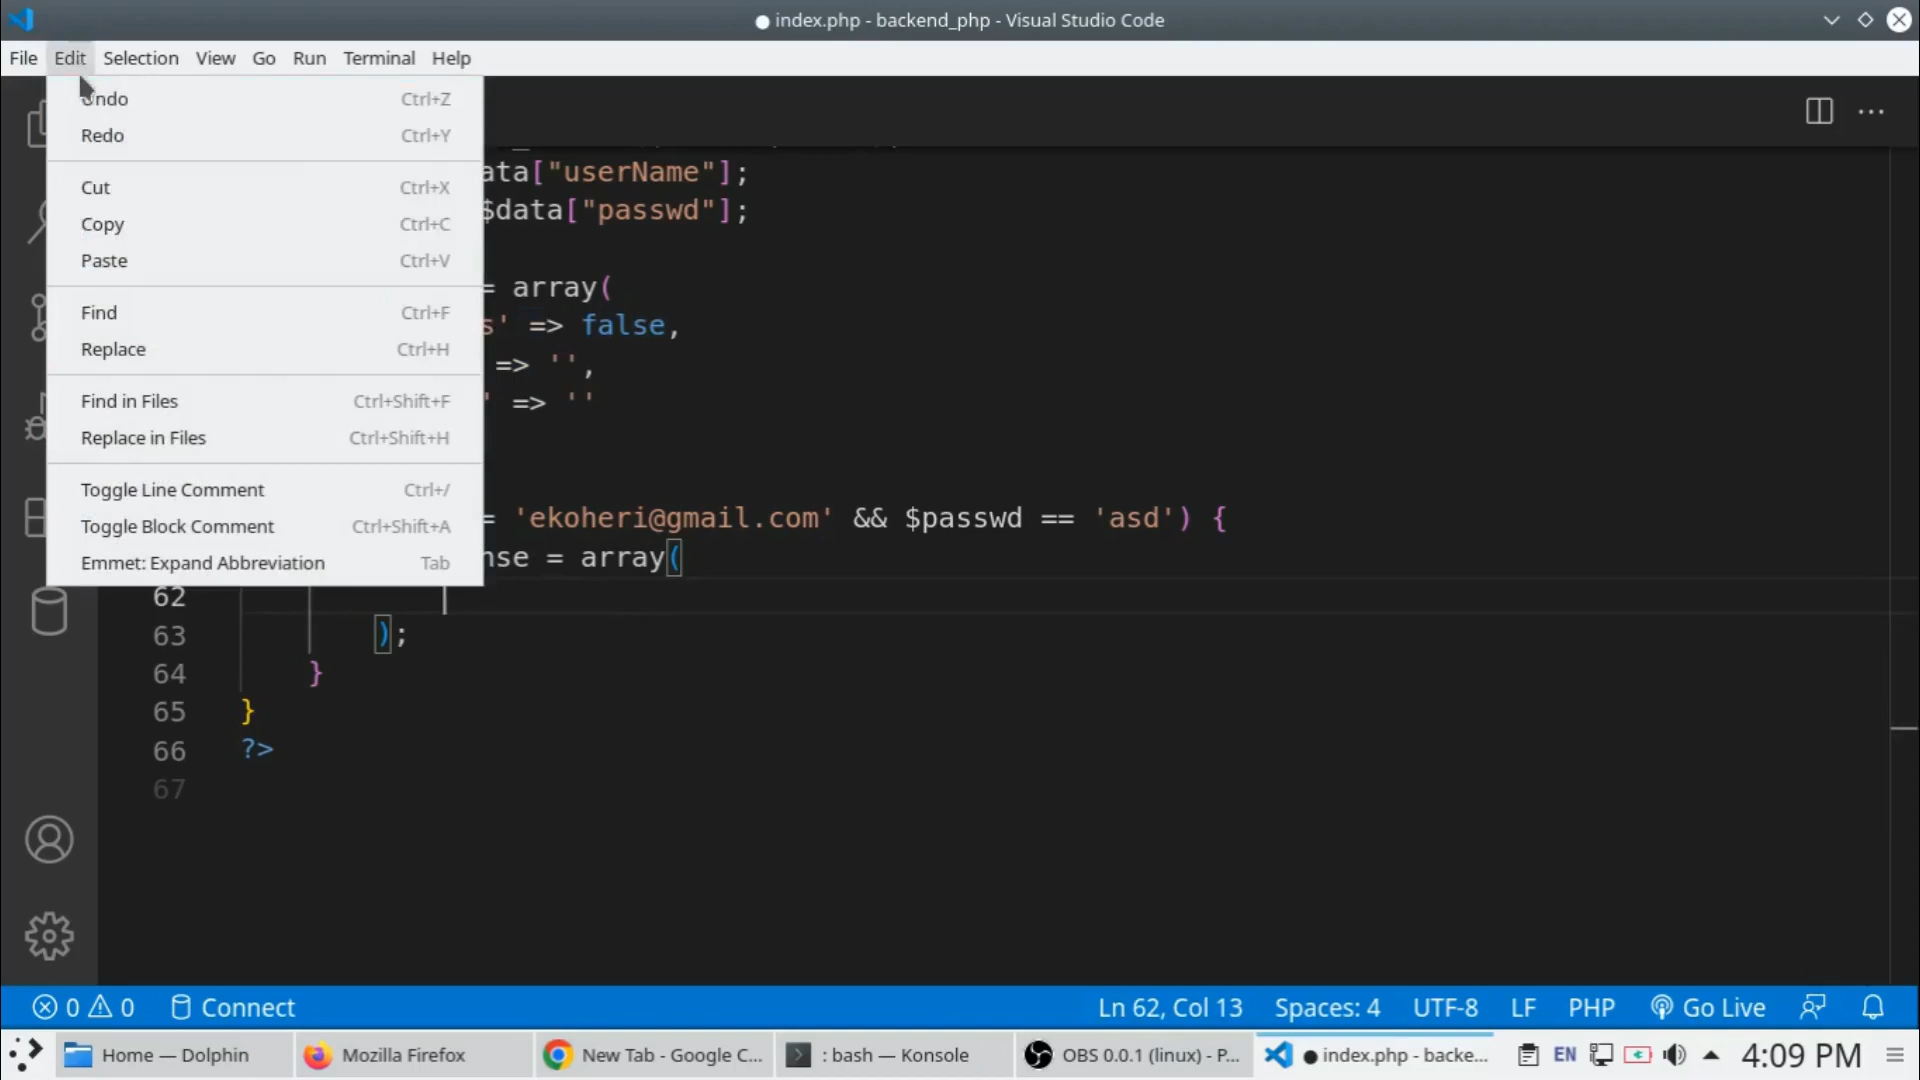 ● index.php - backend_php - Visual Studio Code
File Edit Selection View Go Run Terminal Help
Undo Ctrl+Z
Redo Ctrl+Y
ata["userName"];
Cut Ctrl+X
$data["passwd"];
Copy Ctrl+C
Paste Ctrl+V
= array(
Find Ctrl+F
s' => false,
Replace Ctrl+H
=> '',
Find in Files Ctrl+Shift+F
' => ''
Replace in Files Ctrl+Shift+H
Toggle Line Comment Ctrl+/
= 'ekoheri@gmail.com' && $passwd == 'asd') {
Toggle Block Comment Ctrl+Shift+A
nse = array(
Emmet: Expand Abbreviation Tab
62
63 );
64 }
65 }
66 ?>
67
0 0 Connect Ln 62, Col 13 Spaces: 4 UTF-8 LF PHP Go Live
Home — Dolphin Mozilla Firefox New Tab - Google C... : bash — Konsole OBS 0.0.1 (linux) - P... ● index.php - backe... EN 4:09 PM